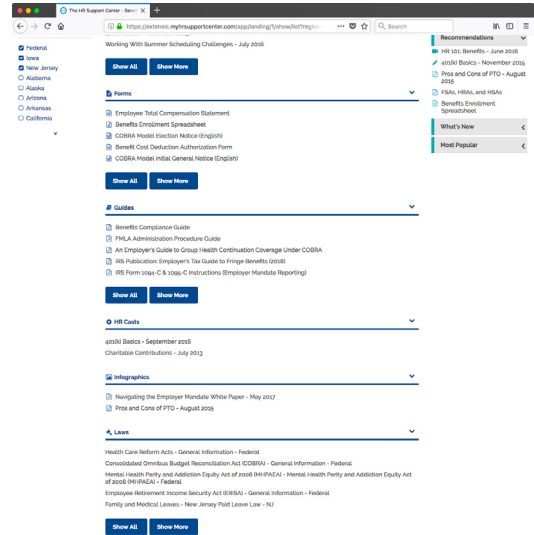 The HR Support Center - Benef
https://extensis.myhrsupportcenter.com/app/landing/1/show/list?region
Search
Federal
Iowa
New Jersey
Alabama
Alaska
Arizona
Arkansas
California
Working With Summer Scheduling Challenges - July 2016
Show All Show More
Forms
Employee Total Compensation Statement
Benefits Enrollment Spreadsheet
COBRA Model Election Notice (English)
Benefit Cost Deduction Authorization Form
COBRA Model Initial General Notice (English)
Show All Show More
Guides
Benefits Compliance Guide
FMLA Administration Procedure Guide
An Employer's Guide to Group Health Continuation Coverage Under COBRA
IRS Publication: Employer's Tax Guide to Fringe Benefits (2018)
IRS Form 1094-C & 1095-C Instructions (Employer Mandate Reporting)
Show All Show More
HR Casts
401(k) Basics - September 2016
Charitable Contributions - July 2013
Infographics
Navigating the Employer Mandate White Paper - May 2017
Pros and Cons of PTO - August 2015
Laws
Health Care Reform Acts - General Information - Federal
Consolidated Omnibus Budget Reconciliation Act (COBRA) - General Information - Federal
Mental Health Parity and Addiction Equity Act of 2008 (MHPAEA) - Mental Health Parity and Addiction Equity Act
of 2008 (MHPAEA) - Federal
Employee Retirement Income Security Act (ERISA) - General Information - Federal
Family and Medical Leaves - New Jersey Paid Leave Law - NJ
Show All Show More
Recommendations
HR 101: Benefits - June 2016
401(k) Basics - November 2015
Pros and Cons of PTO - August
2015
FSAs, HRAs, and HSAs
Benefits Enrollment
Spreadsheet
What's New
Most Popular